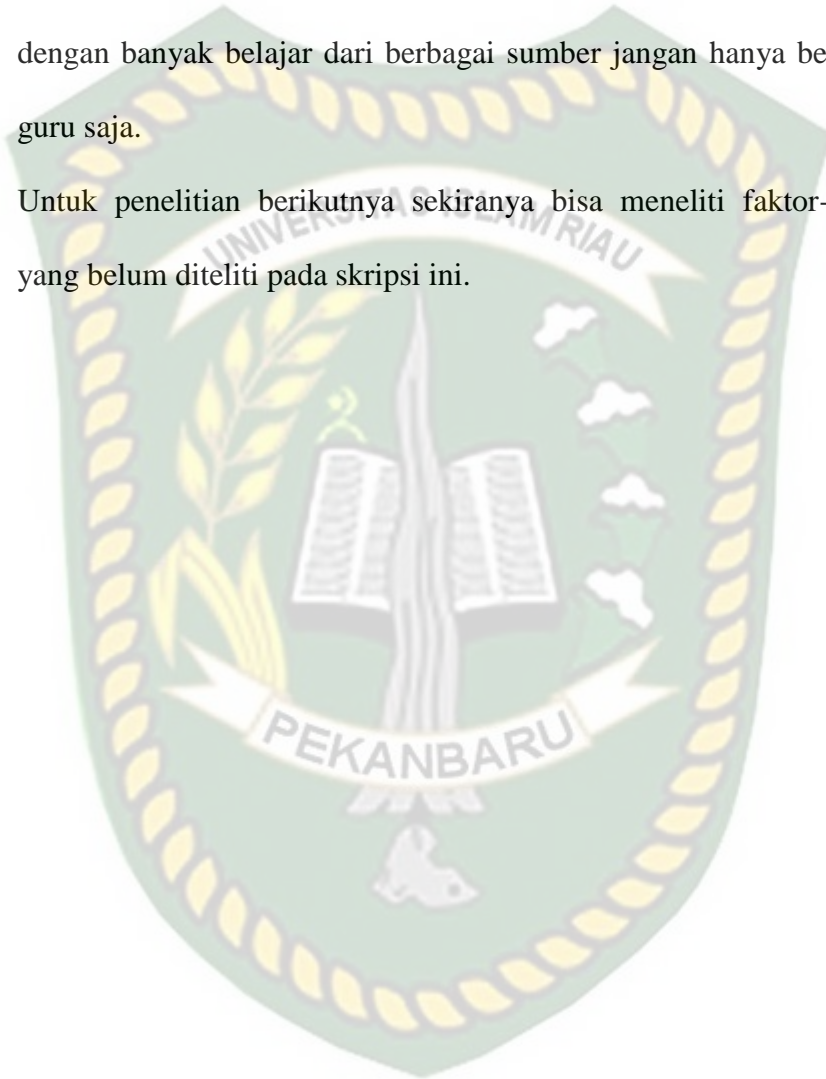 dengan banyak belajar dari berbagai sumber jangan hanya be
guru saja.
Untuk penelitian berikutnya sekiranya bisa meneliti faktor-
yang belum diteliti pada skripsi ini.
UNIVERSITAS ISLAM RIAU
PEKANBARU